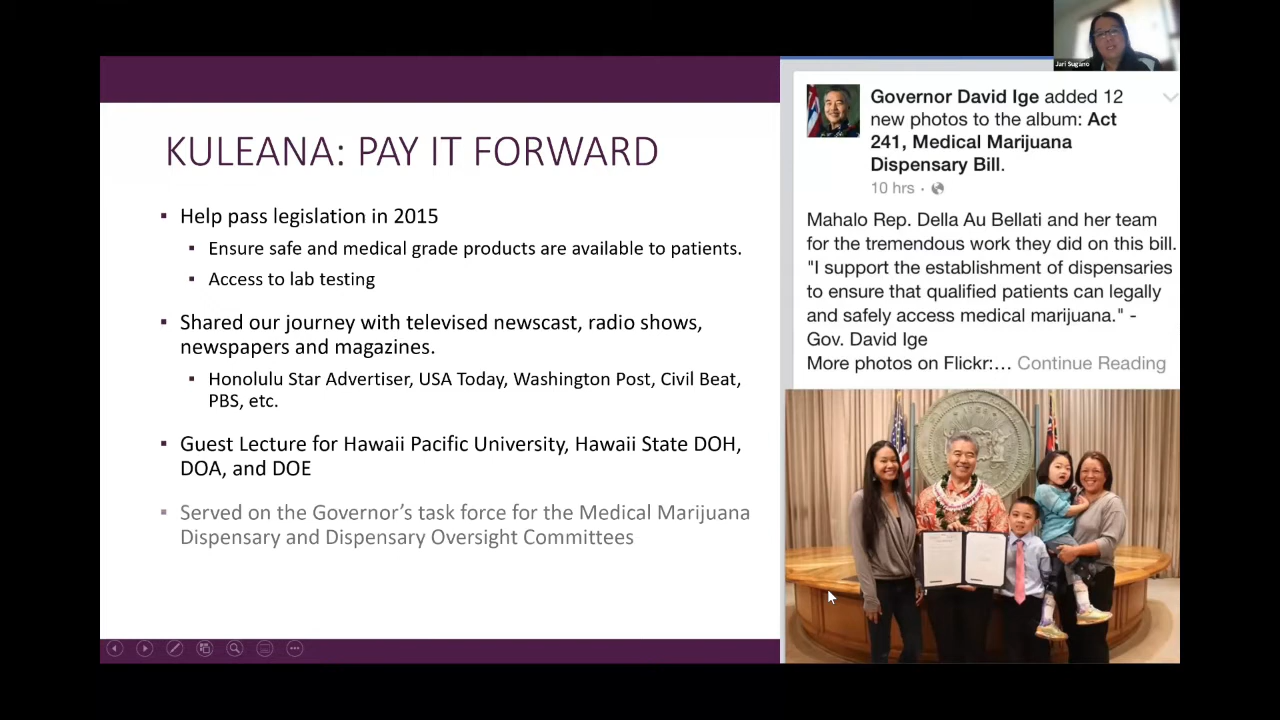 Jari Sugano
KULEANA: PAY IT FORWARD
▪ Help pass legislation in 2015
▪ Ensure safe and medical grade products are available to patients.
▪ Access to lab testing
▪ Shared our journey with televised newscast, radio shows,
newspapers and magazines.
▪ Honolulu Star Advertiser, USA Today, Washington Post, Civil Beat,
PBS, etc.
▪ Guest Lecture for Hawaii Pacific University, Hawaii State DOH,
DOA, and DOE
▪ Served on the Governor's task force for the Medical Marijuana
Dispensary and Dispensary Oversight Committees
Governor David Ige added 12
new photos to the album: Act
241, Medical Marijuana
Dispensary Bill.
10 hrs ·
Mahalo Rep. Della Au Bellati and her team
for the tremendous work they did on this bill.
"I support the establishment of dispensaries
to ensure that qualified patients can legally
and safely access medical marijuana." -
Gov. David Ige
More photos on Flickr:... Continue Reading